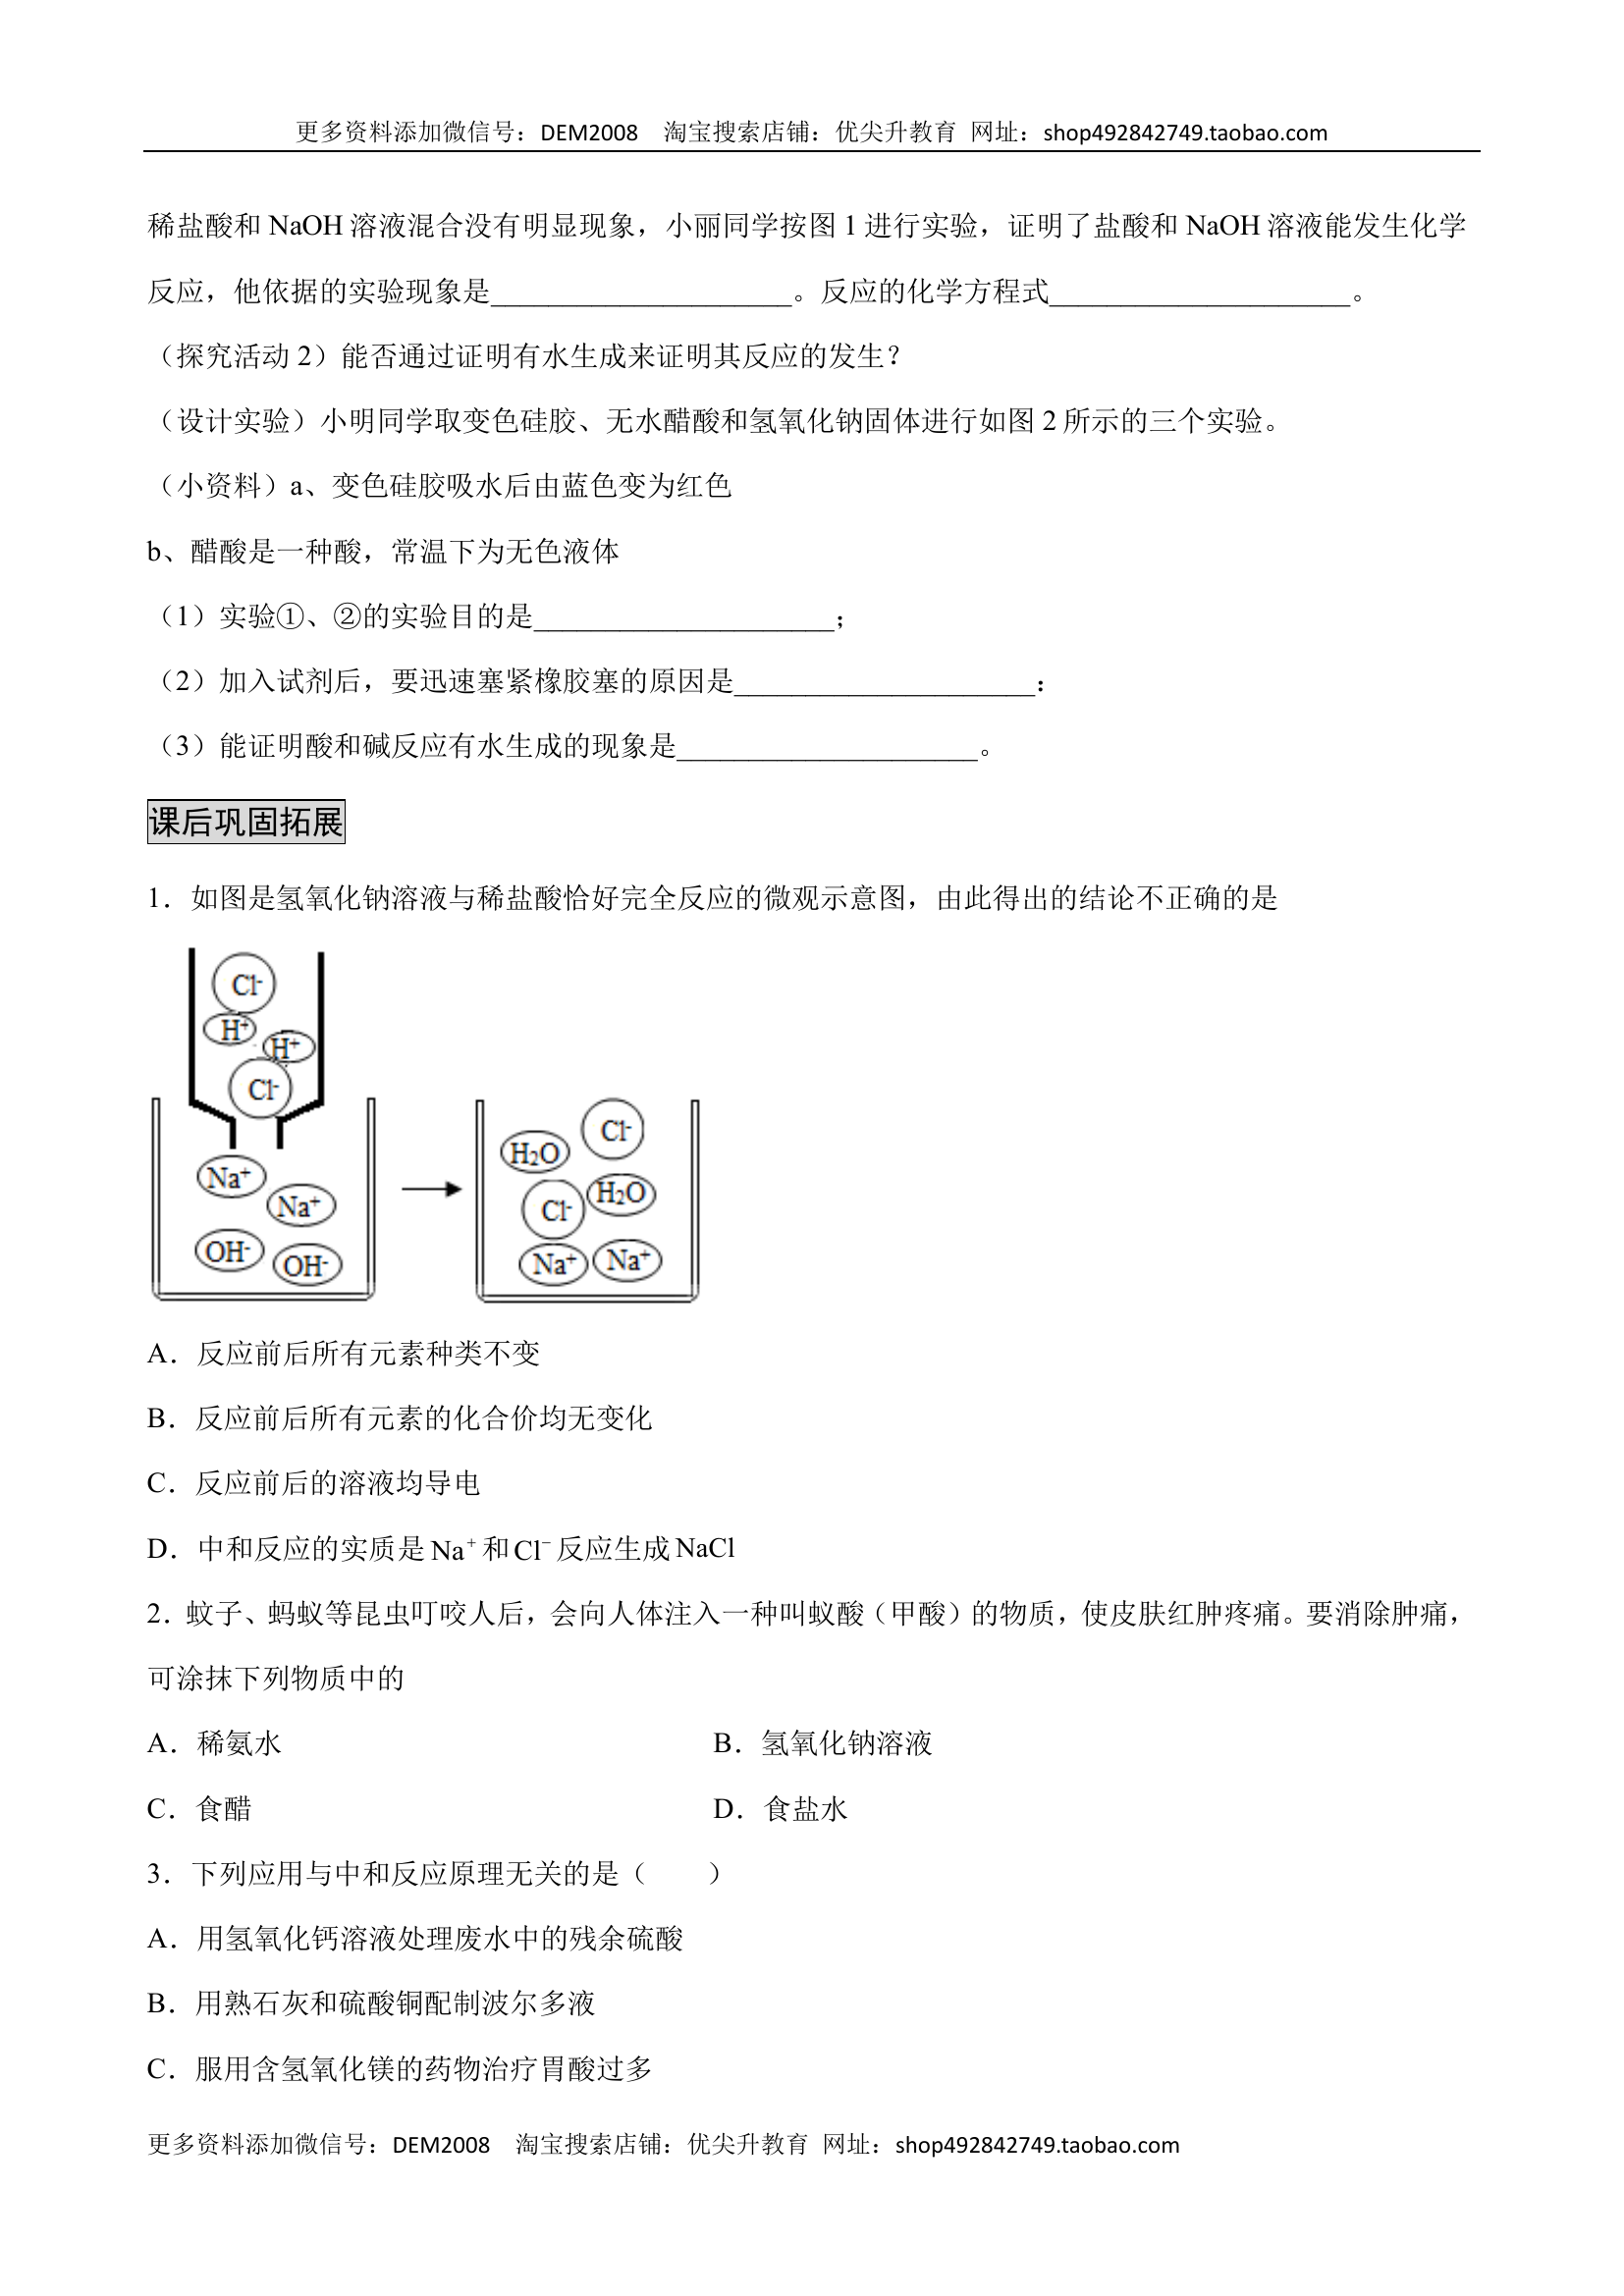 更多资料添加微信号：DEM2008 淘宝搜索店铺：优尖升教育 网址：shop492842749.taobao.com
稀盐酸和 NaOH 溶液混合没有明显现象，小丽同学按图 1 进行实验，证明了盐酸和 NaOH 溶液能发生化学
反应，他依据的实验现象是_____________________。反应的化学方程式_____________________。
（探究活动 2）能否通过证明有水生成来证明其反应的发生？
（设计实验）小明同学取变色硅胶、无水醋酸和氢氧化钠固体进行如图 2 所示的三个实验。
（小资料）a、变色硅胶吸水后由蓝色变为红色
b、醋酸是一种酸，常温下为无色液体
（1）实验①、②的实验目的是_____________________；
（2）加入试剂后，要迅速塞紧橡胶塞的原因是_____________________：
（3）能证明酸和碱反应有水生成的现象是_____________________。
课后巩固拓展
1．如图是氢氧化钠溶液与稀盐酸恰好完全反应的微观示意图，由此得出的结论不正确的是
Cl⁻
H⁺
H⁺
Cl⁻
Na⁺
Na⁺
OH⁻
OH⁻
Cl⁻
H₂O
H₂O
Cl⁻
Na⁺
Na⁺
A．反应前后所有元素种类不变
B．反应前后所有元素的化合价均无变化
C．反应前后的溶液均导电
D．中和反应的实质是 Na⁺ 和 Cl⁻ 反应生成 NaCl
2．蚊子、蚂蚁等昆虫叮咬人后，会向人体注入一种叫蚁酸（甲酸）的物质，使皮肤红肿疼痛。要消除肿痛，
可涂抹下列物质中的
A．稀氨水 B．氢氧化钠溶液
C．食醋 D．食盐水
3．下列应用与中和反应原理无关的是（  ）
A．用氢氧化钙溶液处理废水中的残余硫酸
B．用熟石灰和硫酸铜配制波尔多液
C．服用含氢氧化镁的药物治疗胃酸过多
更多资料添加微信号：DEM2008 淘宝搜索店铺：优尖升教育 网址：shop492842749.taobao.com